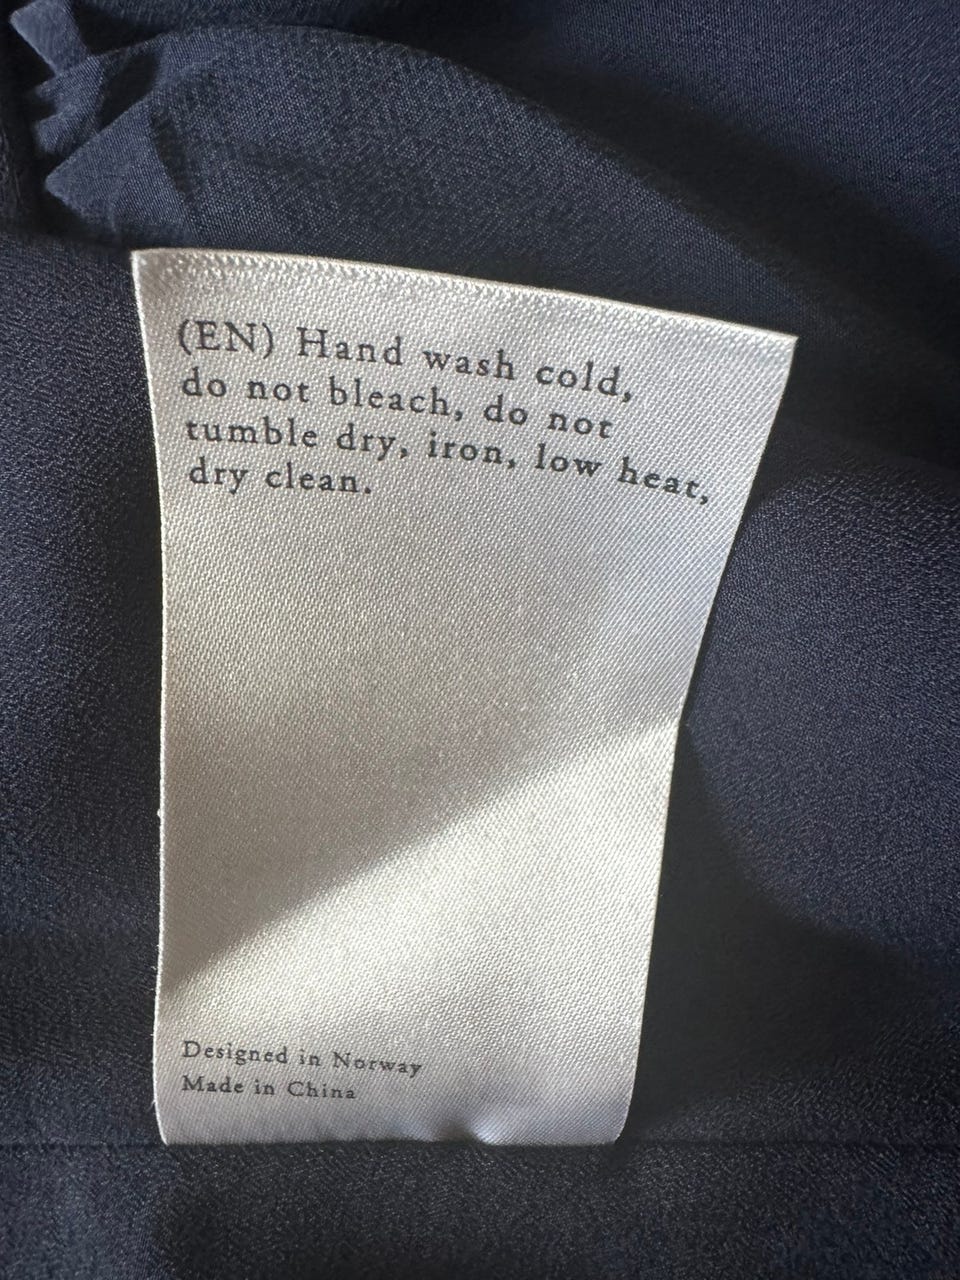 (EN) Hand wash cold,
do not bleach, do not
tumble dry, iron, low heat,
dry clean.
Designed in Norway
Made in China